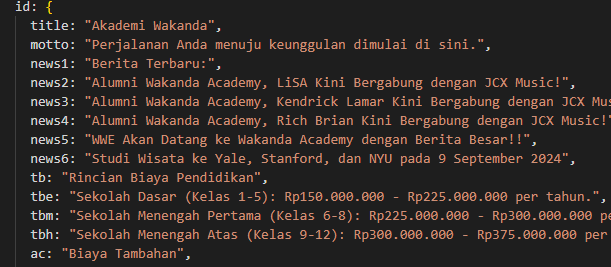 id: {
title: "Akademi Wakanda",
motto: "Perjalanan Anda menuju keunggulan dimulai di sini.",
news1: "Berita Terbaru:",
news2: "Alumni Wakanda Academy, LiSA Kini Bergabung dengan JCX Music!",
news3: "Alumni Wakanda Academy, Kendrick Lamar Kini Bergabung dengan JCX
news4: "Alumni Wakanda Academy, Rich Brian Kini Bergabung dengan JCX Music!"
news5: "WWE Akan Datang ke Wakanda Academy dengan Berita Besar!!",
news6: "Studi Wisata ke Yale, Stanford, dan NYU pada 9 September 2024",
tb: "Rincian Biaya Pendidikan",
tbe: "Sekolah Dasar (Kelas 1-5): Rp150.000.000 - Rp225.000.000 per tahun.",
tbm: "Sekolah Menengah Pertama (Kelas 6-8): Rp225.000.000 - Rp300.000.000
tbh: "Sekolah Menengah Atas (Kelas 9-12): Rp300.000.000 - Rp375.000.000 per
ac: "Biaya Tambahan",